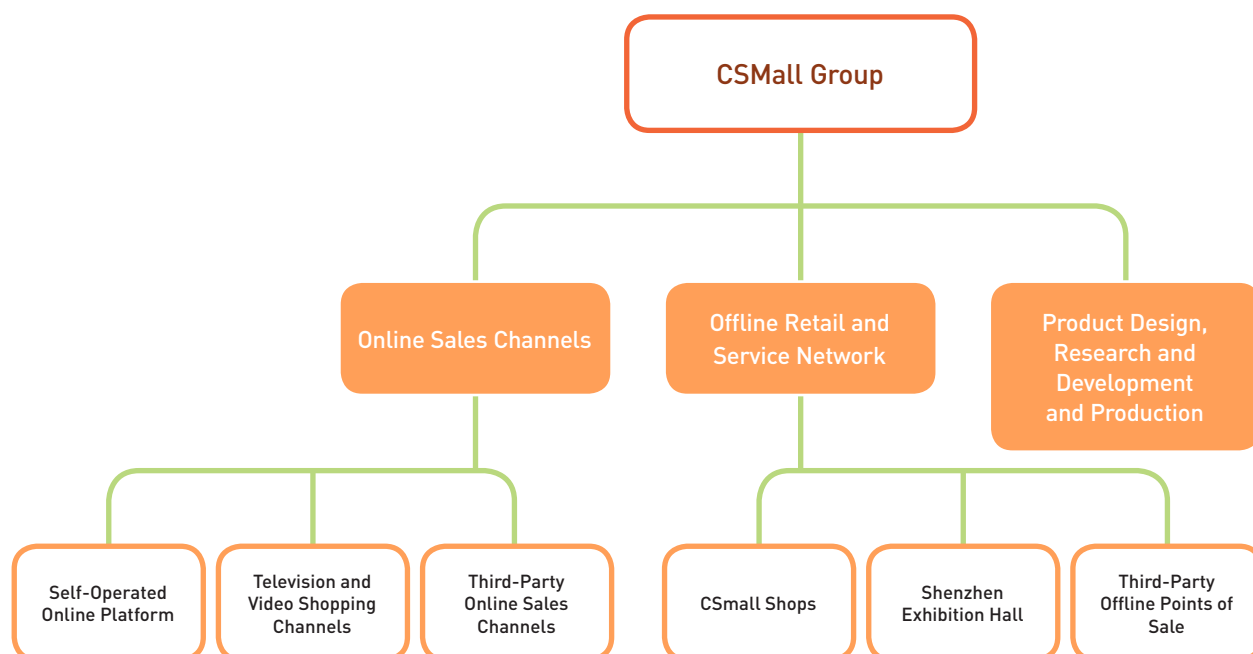 CSMall Group
Online Sales Channels
Offline Retail and
Service Network
Product Design,
Research and
Development
and Production
Self-Operated
Online Platform
Television and
Video Shopping
Channels
Third-Party
Online Sales
Channels
CSmall Shops
Shenzhen
Exhibition Hall
Third-Party
Offline Points of
Sale